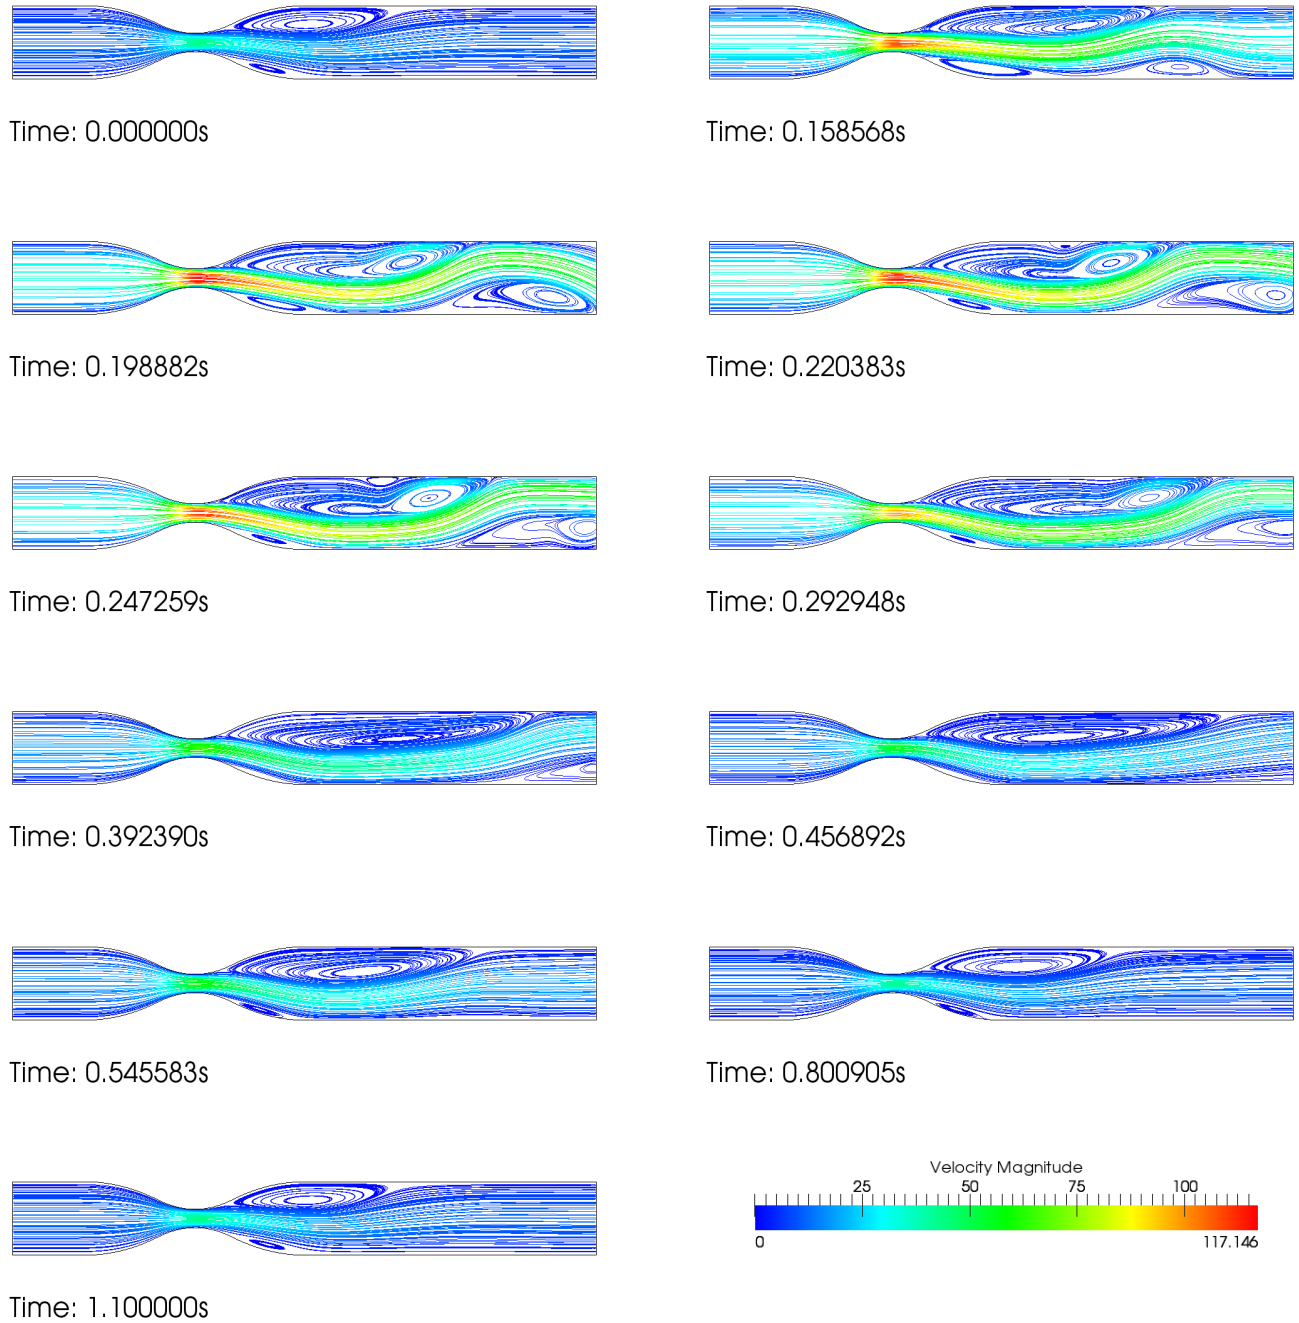 Time: 0.000000s
Time: 0.158568s
Time: 0.198882s
Time: 0.220383s
Time: 0.247259s
Time: 0.292948s
Time: 0.392390s
Time: 0.456892s
Time: 0.545583s
Time: 0.800905s
Time: 1.100000s
Velocity Magnitude
25 50 75 100
0 117.146